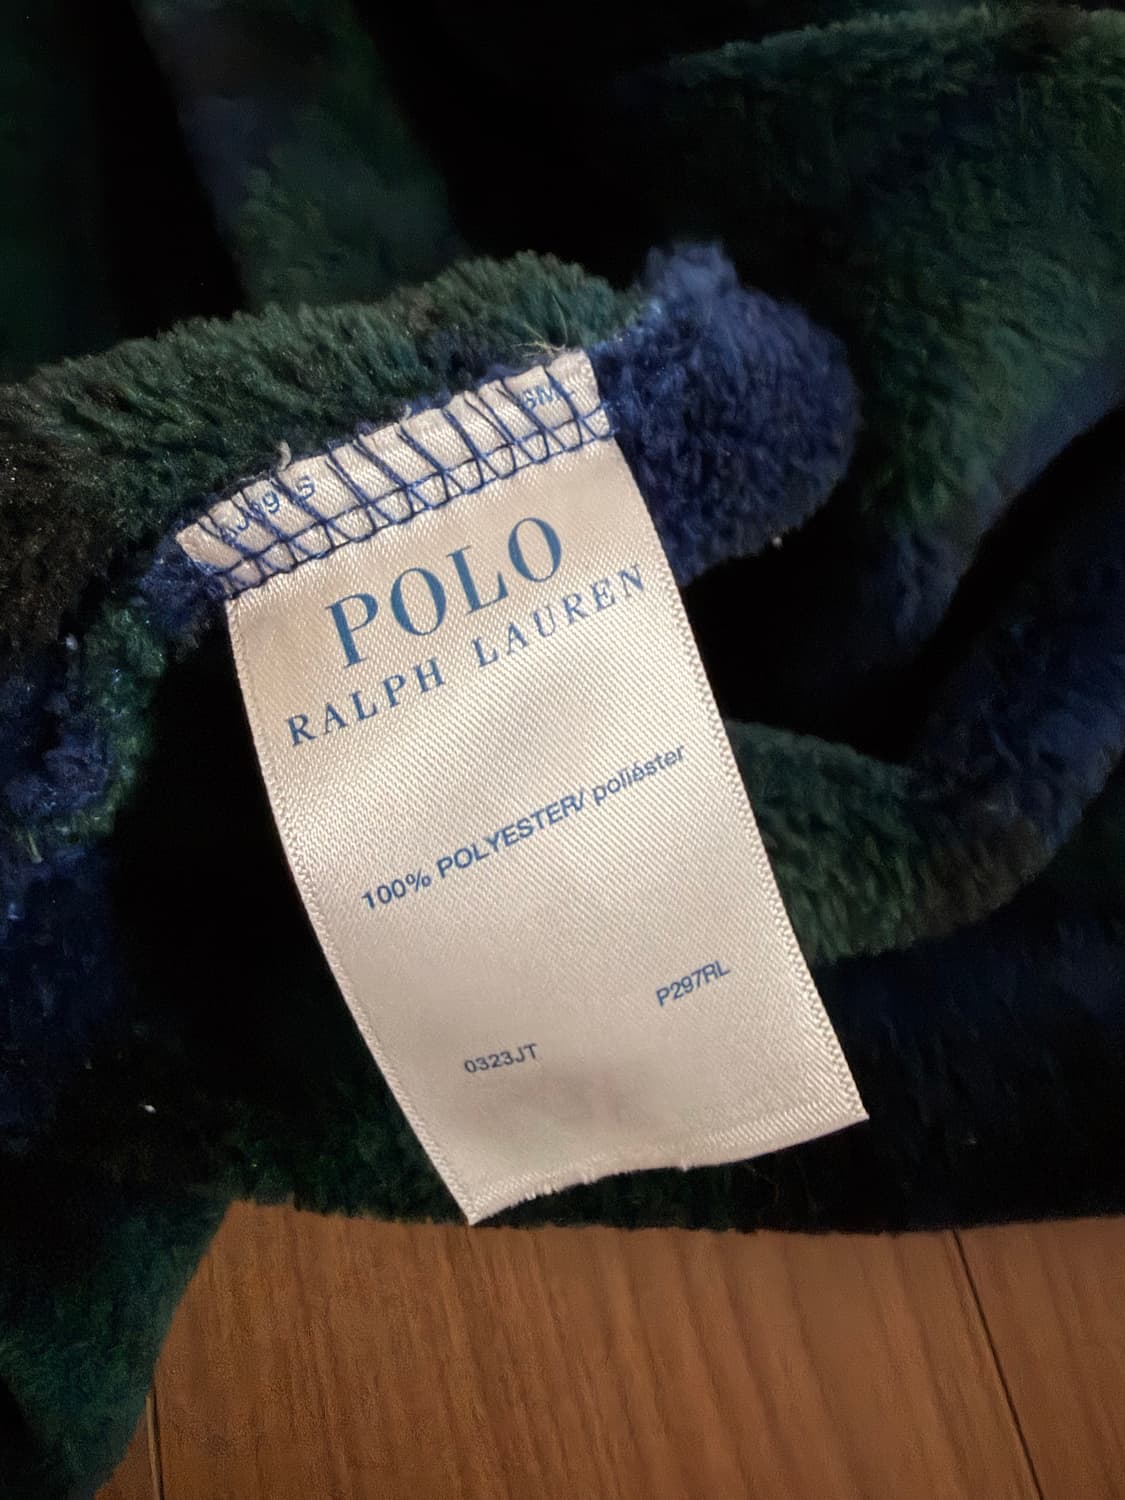 POLO
RALPH LAUREN
100% POLYESTER/ poliéster
P297RL
0323JT